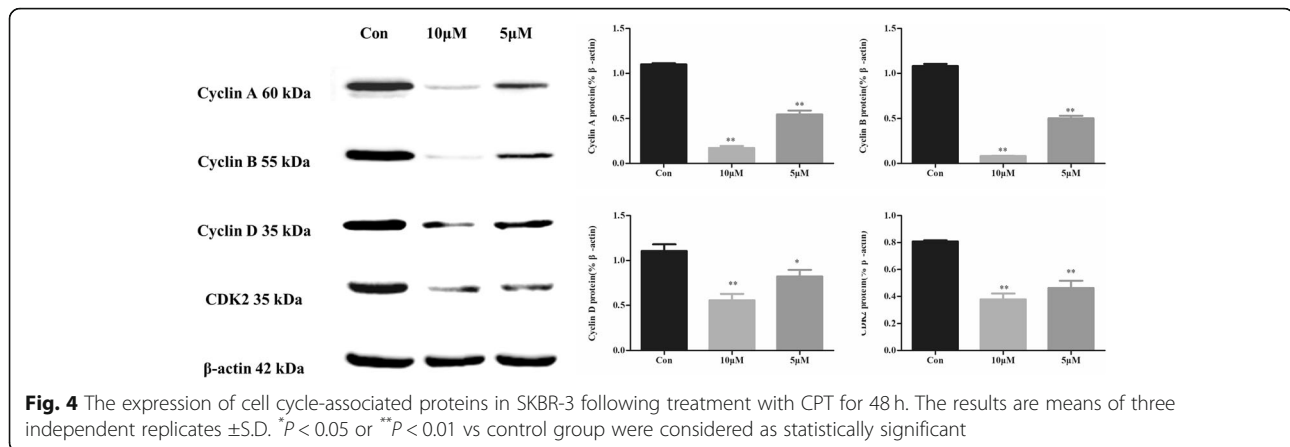 Con 10μM 5μM
Cyclin A 60 kDa
Cyclin B 55 kDa
Cyclin D 35 kDa
CDK2 35 kDa
β-actin 42 kDa
Cyclin A protein(% β -actin)
1.5
1.0
0.5
0.0
**
**
Con 10μM 5μM
Cyclin B protein(% β -actin)
1.5
1.0
0.5
0.0
**
**
Con 10μM 5μM
Cyclin D protein(% β -actin)
1.5
1.0
0.5
0.0
**
*
Con 10μM 5μM
CDK2 protein(% β -actin)
0.8
0.6
0.4
0.2
0.0
**
**
Con 10μM 5μM
Fig. 4 The expression of cell cycle-associated proteins in SKBR-3 following treatment with CPT for 48 h. The results are means of three
independent replicates ±S.D. *P < 0.05 or **P < 0.01 vs control group were considered as statistically significant